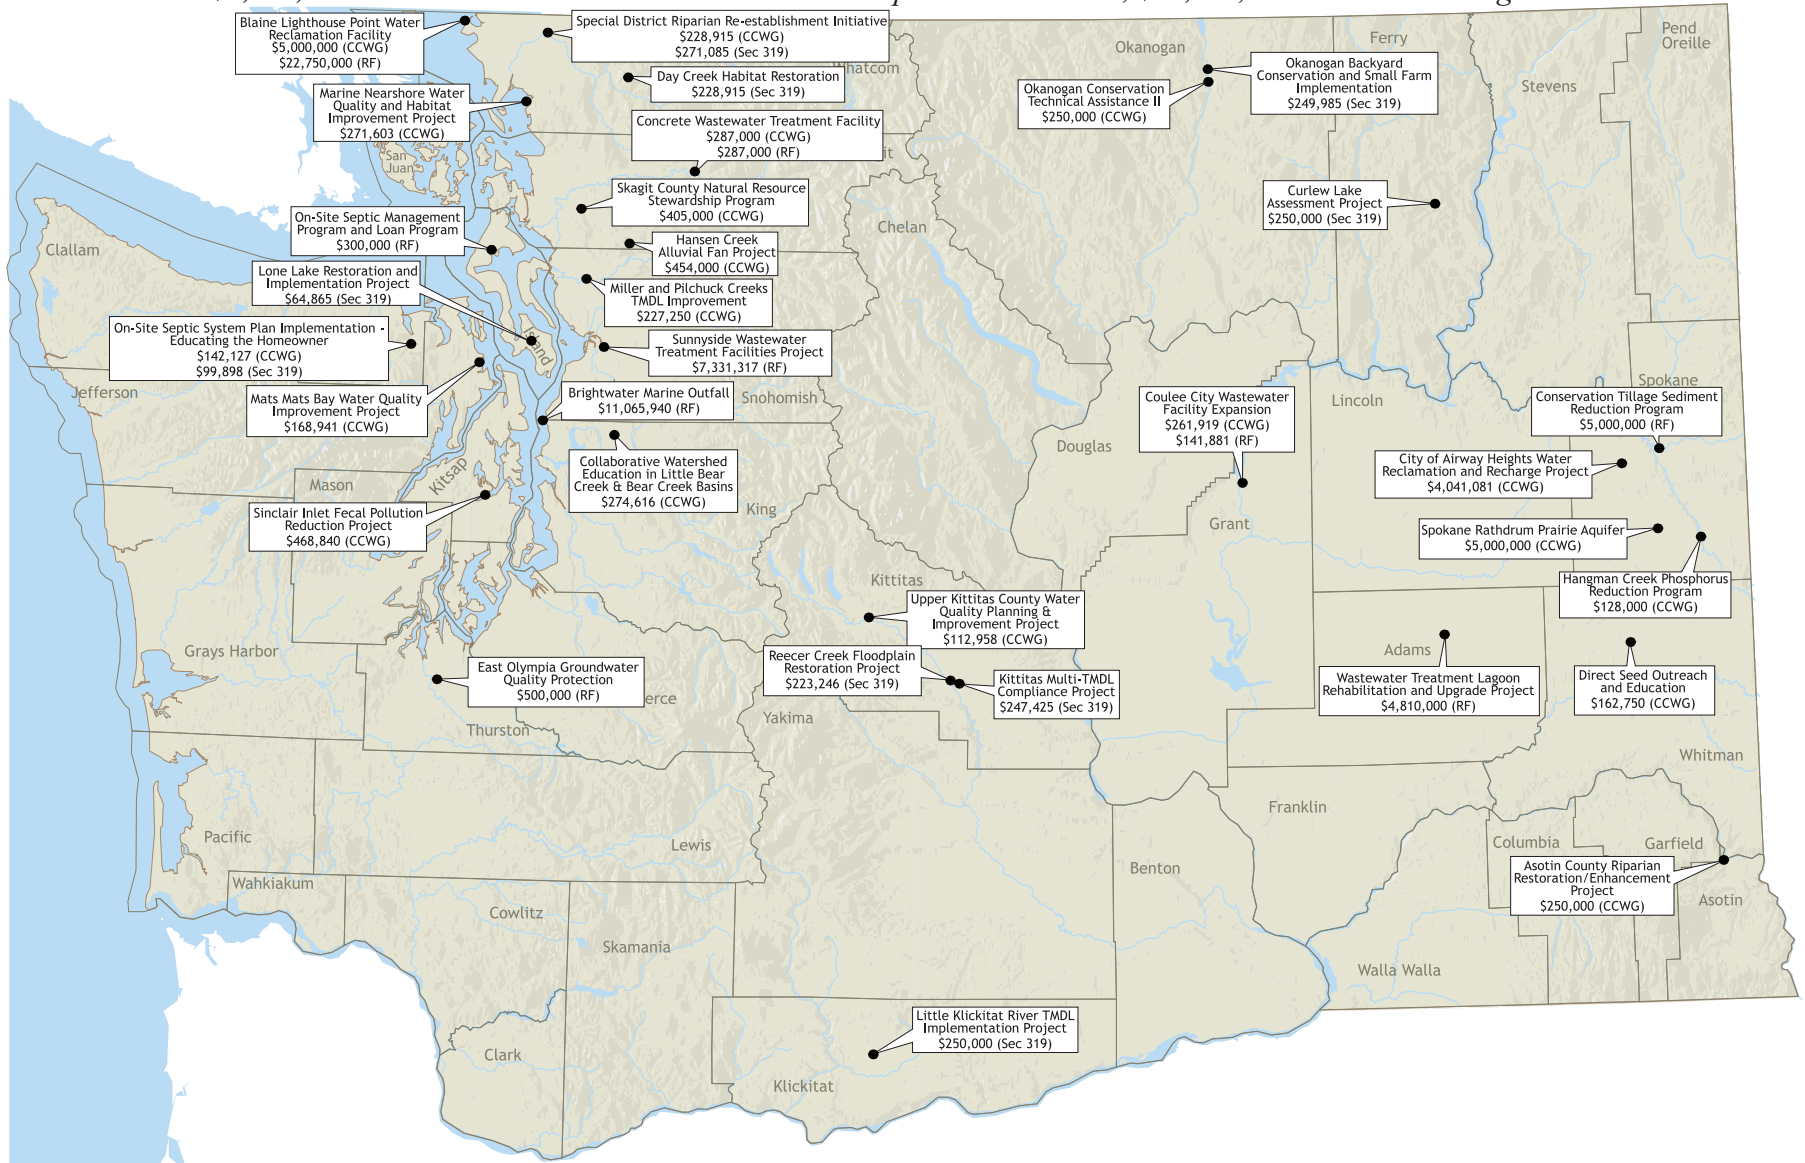 Blaine Lighthouse Point Water
Reclamation Facility
$5,000,000 (CCWG)
$22,750,000 (RF)
Special District Riparian Re-establishment Initiative
$228,915 (CCWG)
$271,085 (Sec 319)
Whatcom
Day Creek Habitat Restoration
$228,915 (Sec 319)
Marine Nearshore Water
Quality and Habitat
Improvement Project
$271,603 (CCWG)
Concrete Wastewater Treatment Facility
$287,000 (CCWG)
$287,000 (RF)
San
Juan
Skagit County Natural Resource
Stewardship Program
$405,000 (CCWG)
On-Site Septic Management
Program and Loan Program
$300,000 (RF)
Hansen Creek
Alluvial Fan Project
$454,000 (CCWG)
Lone Lake Restoration and
Implementation Project
$64,865 (Sec 319)
Miller and Pilchuck Creeks
TMDL Improvement
$227,250 (CCWG)
On-Site Septic System Plan Implementation -
Educating the Homeowner
$142,127 (CCWG)
$99,898 (Sec 319)
Sunnyside Wastewater
Treatment Facilities Project
$7,331,317 (RF)
Mats Mats Bay Water Quality
Improvement Project
$168,941 (CCWG)
Brightwater Marine Outfall
$11,065,940 (RF)
Collaborative Watershed
Education in Little Bear
Creek & Bear Creek Basins
$274,616 (CCWG)
Sinclair Inlet Fecal Pollution
Reduction Project
$468,840 (CCWG)
East Olympia Groundwater
Quality Protection
$500,000 (RF)
Okanogan
Ferry
Pend
Oreille
Stevens
Okanogan Backyard
Conservation and Small Farm
Implementation
$249,985 (Sec 319)
Okanogan Conservation
Technical Assistance II
$250,000 (CCWG)
Curlew Lake
Assessment Project
$250,000 (Sec 319)
Chelan
Clallam
Jefferson
Snohomish
Mason
Kitsap
King
Douglas
Lincoln
Spokane
Coulee City Wastewater
Facility Expansion
$261,919 (CCWG)
$141,881 (RF)
Conservation Tillage Sediment
Reduction Program
$5,000,000 (RF)
City of Airway Heights Water
Reclamation and Recharge Project
$4,041,081 (CCWG)
Grant
Spokane Rathdrum Prairie Aquifer
$5,000,000 (CCWG)
Hangman Creek Phosphorus
Reduction Program
$128,000 (CCWG)
Kittitas
Upper Kittitas County Water
Quality Planning &
Improvement Project
$112,958 (CCWG)
Reecer Creek Floodplain
Restoration Project
$223,246 (Sec 319)
Kittitas Multi-TMDL
Compliance Project
$247,425 (Sec 319)
Adams
Wastewater Treatment Lagoon
Rehabilitation and Upgrade Project
$4,810,000 (RF)
Direct Seed Outreach
and Education
$162,750 (CCWG)
Grays Harbor
Thurston
Yakima
Whitman
Pacific
Lewis
Franklin
Columbia
Garfield
Benton
Wahkiakum
Cowlitz
Skamania
Asotin County Riparian
Restoration/Enhancement
Project
$250,000 (CCWG)
Asotin
Walla Walla
Little Klickitat River TMDL
Implementation Project
$250,000 (Sec 319)
Clark
Klickitat